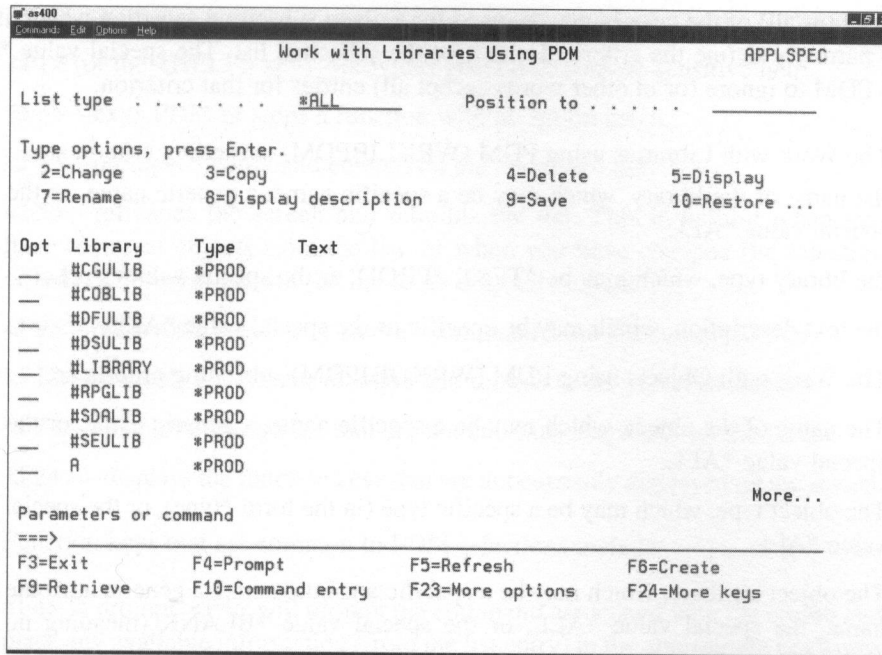 as400
Commands Edit Options Help
Work with Libraries Using PDM APPLSPEC
List type . . . . . . . *ALL Position to . . . . .
Type options, press Enter.
2=Change 3=Copy 4=Delete 5=Display
7=Rename 8=Display description 9=Save 10=Restore ...
Opt Library Type Text
#CGULIB *PROD
#COBLIB *PROD
#DFULIB *PROD
#DSULIB *PROD
#LIBRARY *PROD
#RPGLIB *PROD
#SDALIB *PROD
#SEULIB *PROD
A *PROD
More...
Parameters or command
===>
F3=Exit F4=Prompt F5=Refresh F6=Create
F9=Retrieve F10=Command entry F23=More options F24=More keys